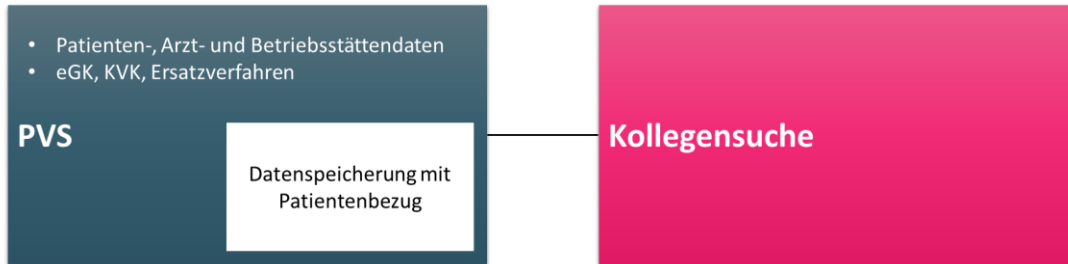 • Patienten-, Arzt- und Betriebsstättendaten
• eGK, KVK, Ersatzverfahren
PVS
Datenspeicherung mit
Patientenbezug
Kollegensuche